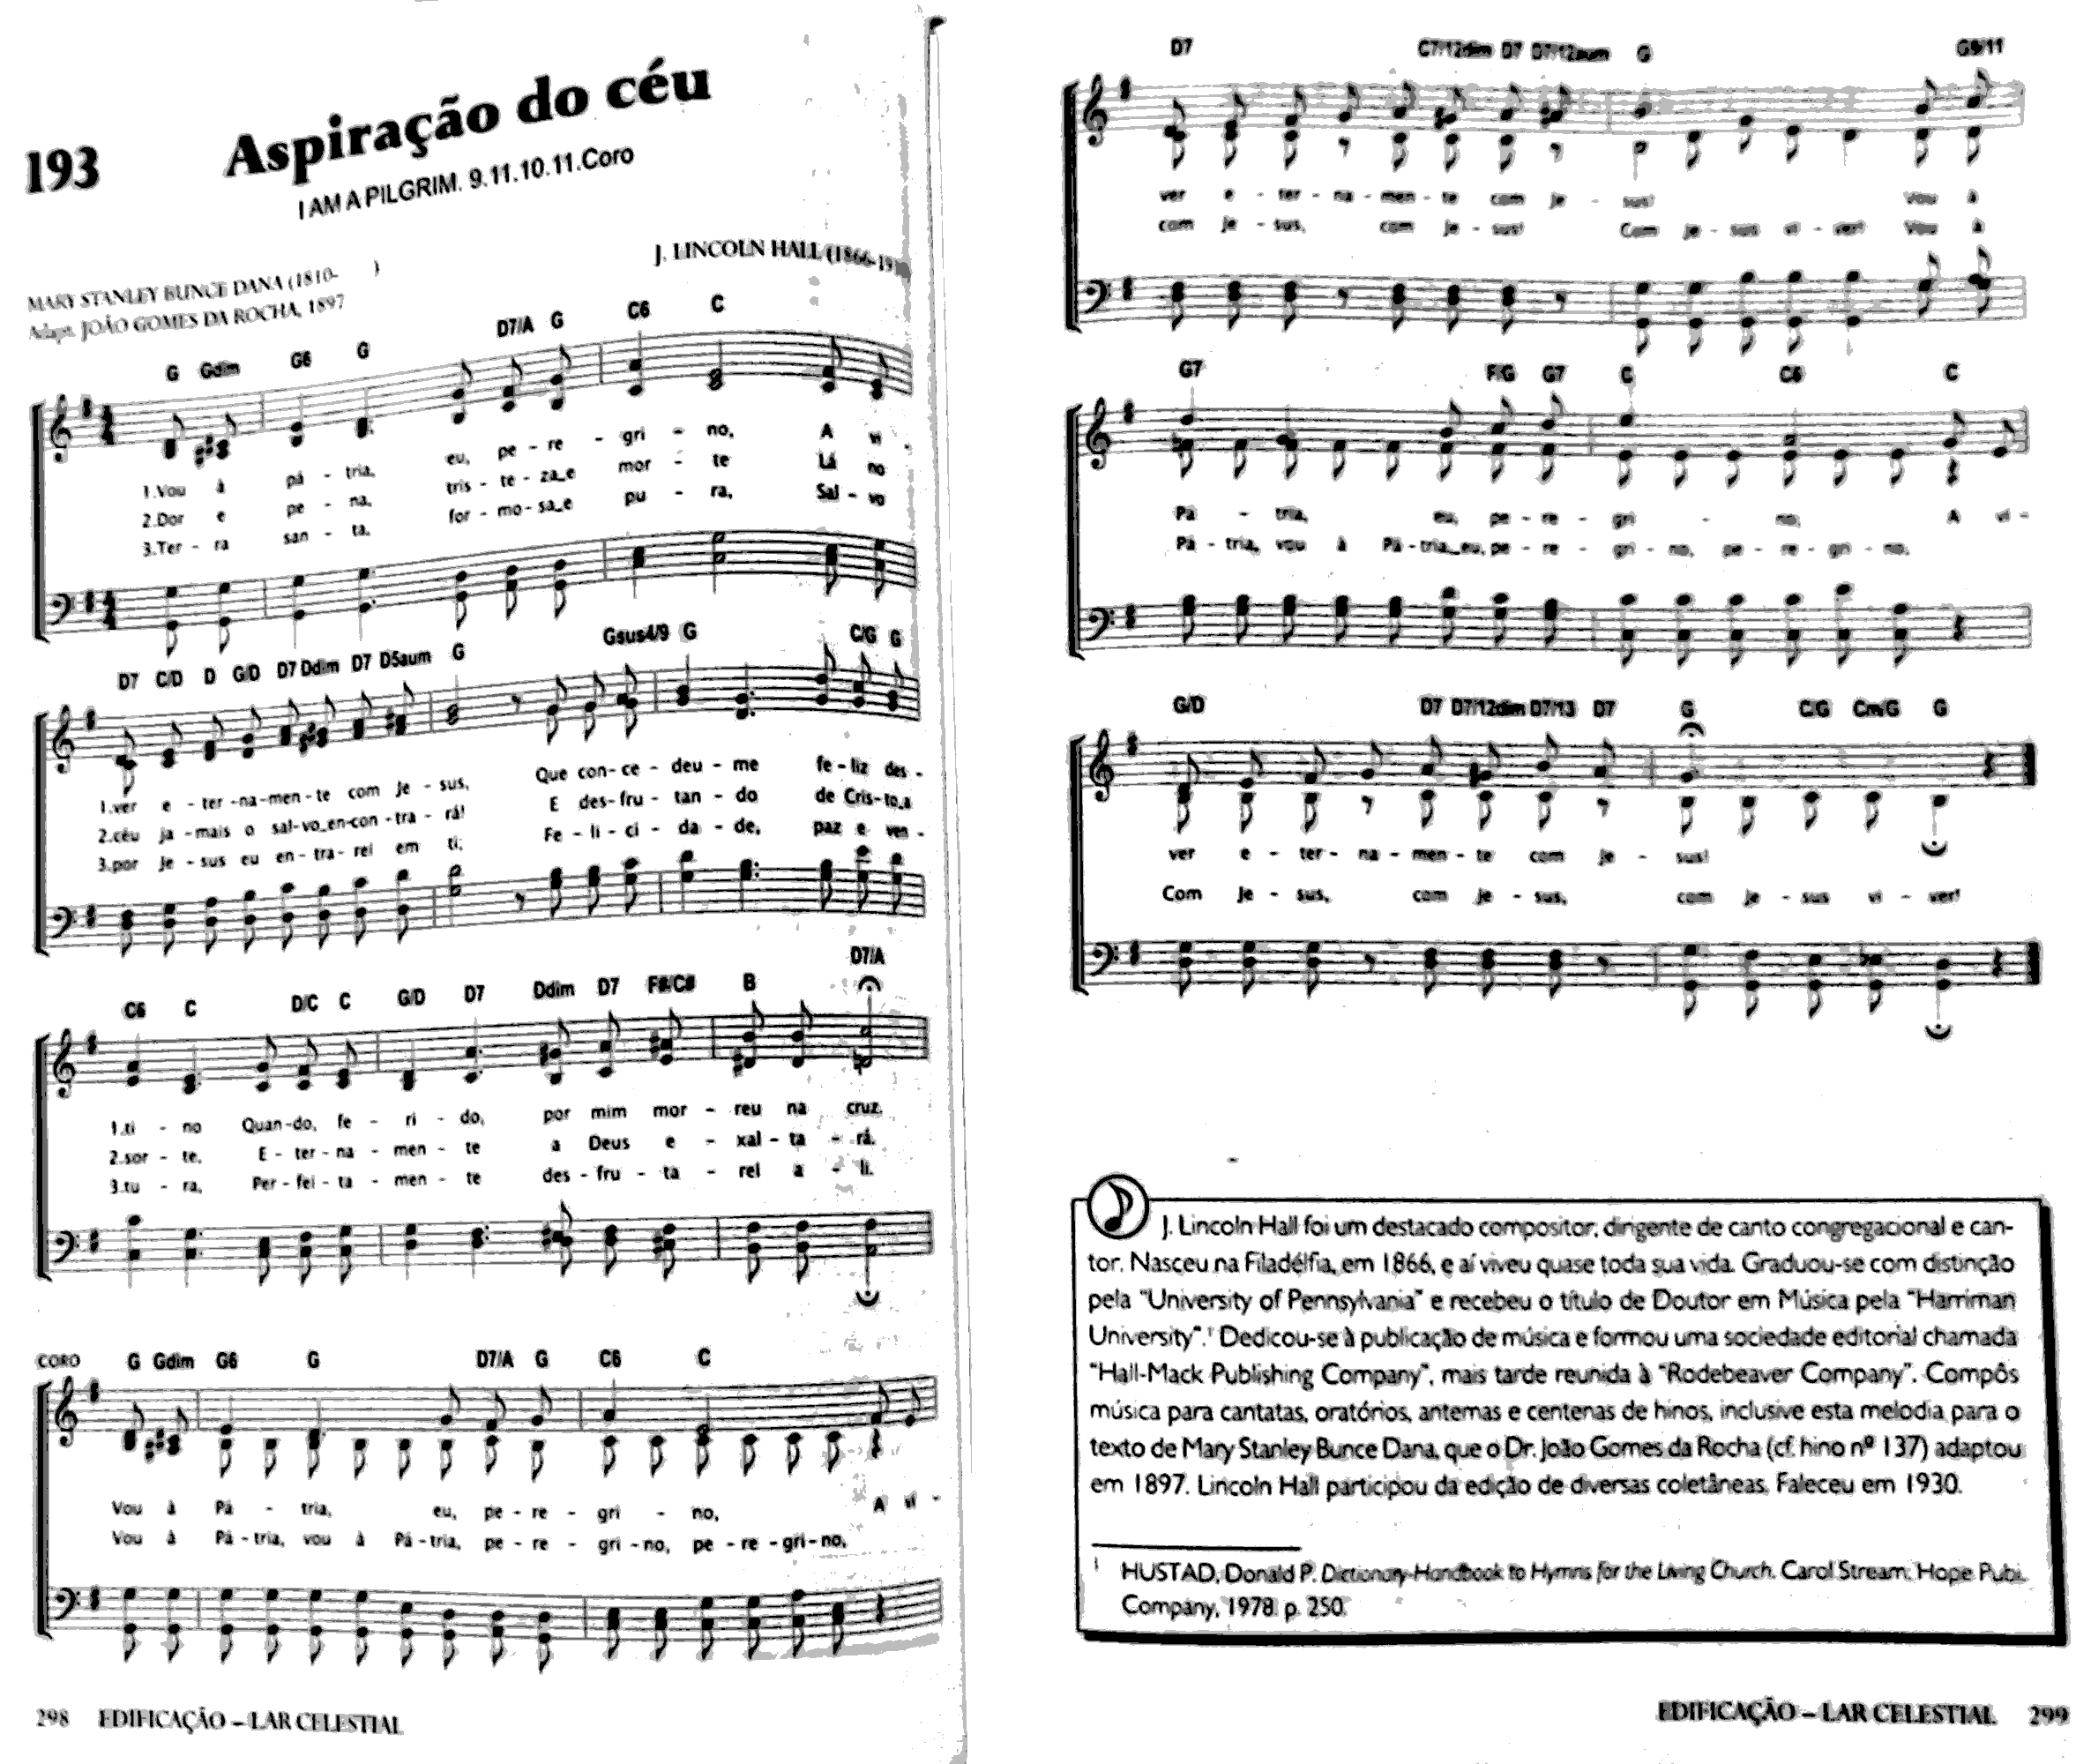 193
Aspiração do céu
I AM A PILGRIM. 9.11.10.11.Coro
MARY STANLEY BUNCE DANA (1810- )
Adapt. JOÃO GOMES DA ROCHA, 1897
J. LINCOLN HALL (1866-19
G Gdim G6 G D7/A G C6 C
1.Vou à pá - tria, eu, pe - re - gri - no, A vi -
2.Dor e pe - na, tris - te - za_e mor - te Lá no
3.Ter - ra san - ta, for - mo - sa_e pu - ra, Sal - vo
D7 C/D D G/D D7 Ddim D7 D5aum G Gsus4/9 G C/G G
1.ver e - ter - na - men - te com Je - sus, Que con - ce - deu - me fe - liz des -
2.céu ja - mais o sal - vo_en - con - tra - rá! E des - fru - tan - do de Cris - to_a
3.por Je - sus eu en - tra - rei em ti; Fe - li - ci - da - de, paz e ven -
C6 C D/C C G/D D7 Ddim D7 F#/C# B D7/A
1.ti - no Quan - do, fe - ri - do, por mim mor - reu na cruz.
2.sor - te. E - ter - na - men - te a Deus e - xal - ta - rá.
3.tu - ra, Per - fei - ta - men - te des - fru - ta - rei a - li.
CORO G Gdim G6 G D7/A G C6 C
Vou à Pá - tria, eu, pe - re - gri - no, A vi -
Vou à Pá - tria, vou à Pá - tria, pe - re - gri - no, pe - re - gri - no,
298 EDIFICAÇÃO – LAR CELESTIAL
D7 C7/12dim D7 D7/12aum G G9/11
ver e - ter - na - men - te com Je - sus! Vou à
com Je - sus, com Je - sus! Com Je - sus vi - ver! Vou à
G7 F/G G7 C C6 C
Pá - tria, eu, pe - re - gri - no, A vi -
Pá - tria, vou à Pá - tria_eu, pe - re - gri - no, pe - re - gri - no,
G/D D7 D7/12dim D7/13 D7 G C/G Cm/G G
ver e - ter - na - men - te com Je - sus!
Com Je - sus, com Je - sus, com Je - sus vi - ver!
J. Lincoln Hall foi um destacado compositor, dirigente de canto congregacional e can-
tor. Nasceu na Filadélfia, em 1866, e aí viveu quase toda sua vida. Graduou-se com distinção
pela "University of Pennsylvania" e recebeu o título de Doutor em Música pela "Harriman
University".¹ Dedicou-se à publicação de música e formou uma sociedade editorial chamada
"Hall-Mack Publishing Company", mais tarde reunida à "Rodebeaver Company". Compôs
música para cantatas, oratórios, antemas e centenas de hinos, inclusive esta melodia para o
texto de Mary Stanley Bunce Dana, que o Dr. João Gomes da Rocha (cf. hino nº 137) adaptou
em 1897. Lincoln Hall participou da edição de diversas coletâneas. Faleceu em 1930.
¹ HUSTAD, Donald P. Dictionary-Handbook to Hymns for the Living Church. Carol Stream: Hope Publ.
Company, 1978. p. 250.
EDIFICAÇÃO – LAR CELESTIAL 299